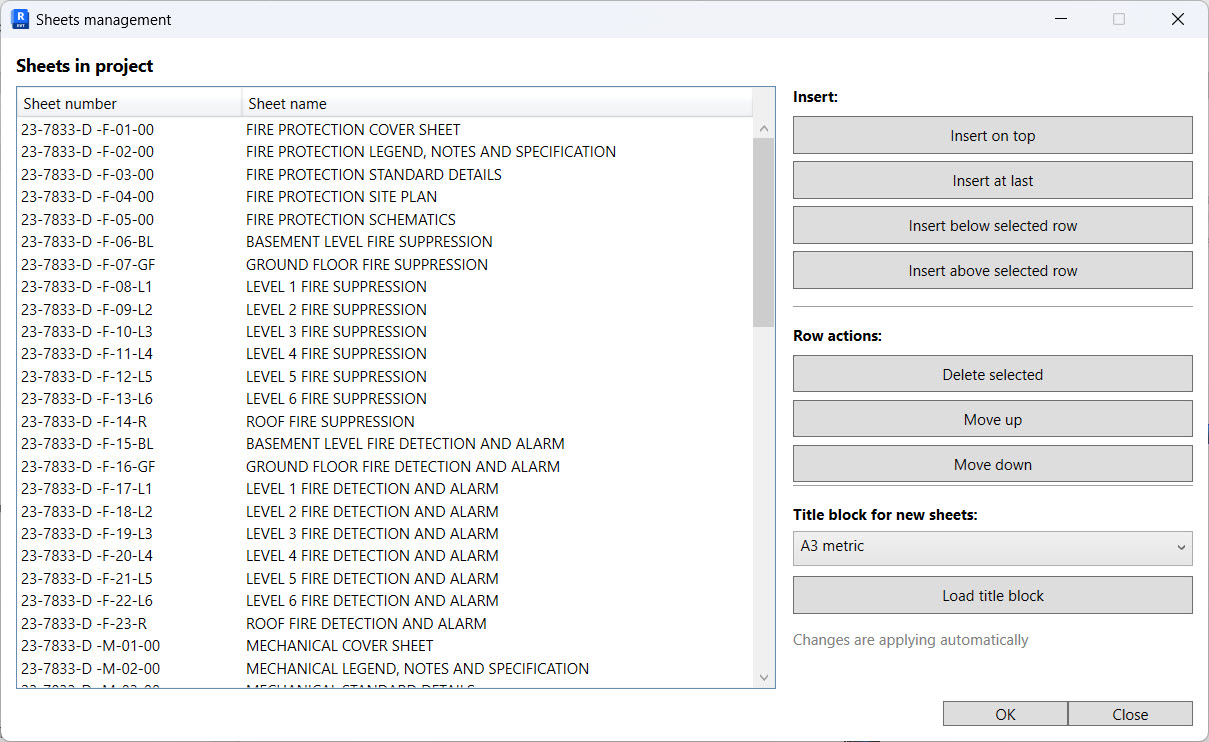 Sheets management
Sheets in project
Sheet number Sheet name
23-7833-D -F-01-00 FIRE PROTECTION COVER SHEET
23-7833-D -F-02-00 FIRE PROTECTION LEGEND, NOTES AND SPECIFICATION
23-7833-D -F-03-00 FIRE PROTECTION STANDARD DETAILS
23-7833-D -F-04-00 FIRE PROTECTION SITE PLAN
23-7833-D -F-05-00 FIRE PROTECTION SCHEMATICS
23-7833-D -F-06-BL BASEMENT LEVEL FIRE SUPPRESSION
23-7833-D -F-07-GF GROUND FLOOR FIRE SUPPRESSION
23-7833-D -F-08-L1 LEVEL 1 FIRE SUPPRESSION
23-7833-D -F-09-L2 LEVEL 2 FIRE SUPPRESSION
23-7833-D -F-10-L3 LEVEL 3 FIRE SUPPRESSION
23-7833-D -F-11-L4 LEVEL 4 FIRE SUPPRESSION
23-7833-D -F-12-L5 LEVEL 5 FIRE SUPPRESSION
23-7833-D -F-13-L6 LEVEL 6 FIRE SUPPRESSION
23-7833-D -F-14-R ROOF FIRE SUPPRESSION
23-7833-D -F-15-BL BASEMENT LEVEL FIRE DETECTION AND ALARM
23-7833-D -F-16-GF GROUND FLOOR FIRE DETECTION AND ALARM
23-7833-D -F-17-L1 LEVEL 1 FIRE DETECTION AND ALARM
23-7833-D -F-18-L2 LEVEL 2 FIRE DETECTION AND ALARM
23-7833-D -F-19-L3 LEVEL 3 FIRE DETECTION AND ALARM
23-7833-D -F-20-L4 LEVEL 4 FIRE DETECTION AND ALARM
23-7833-D -F-21-L5 LEVEL 5 FIRE DETECTION AND ALARM
23-7833-D -F-22-L6 LEVEL 6 FIRE DETECTION AND ALARM
23-7833-D -F-23-R ROOF FIRE DETECTION AND ALARM
23-7833-D -M-01-00 MECHANICAL COVER SHEET
23-7833-D -M-02-00 MECHANICAL LEGEND, NOTES AND SPECIFICATION
23-7833-D -M-03-00 MECHANICAL STANDARD DETAILS
Insert:
Insert on top
Insert at last
Insert below selected row
Insert above selected row
Row actions:
Delete selected
Move up
Move down
Title block for new sheets:
A3 metric
Load title block
Changes are applying automatically
OK
Close